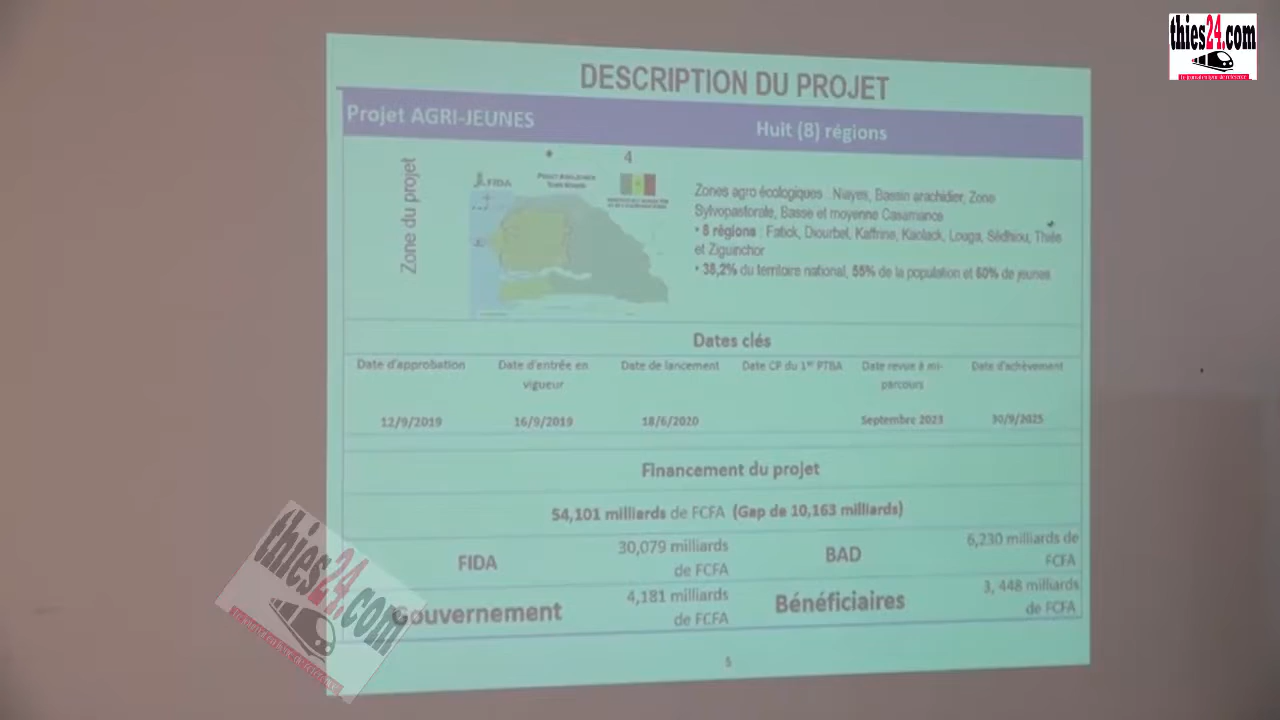 thies24.com
DESCRIPTION DU PROJET
Projet AGRI-JEUNES
Huit (8) régions
4
Zone du projet
FIDA
Zones agro écologiques : Niayes, Bassin arachidier, Zone
Sylvopastorale, Basse et moyenne Casamance
• 8 régions : Fatick, Diourbel, Kaffrine, Kaolack, Louga, Sédhiou, Thiès
et Ziguinchor
• 38,2% du territoire national, 55% de la population et 60% de jeunes
Dates clés
Date d'approbation
Date d'entrée en
vigueur
Date de lancement
Date CP du 1er PTBA
Date revue à mi-
parcours
Date d'achèvement
12/9/2019
16/9/2019
18/6/2020
Septembre 2023
30/9/2025
Financement du projet
54,101 milliards de FCFA (Gap de 10,163 milliards)
FIDA
30,079 milliards
de FCFA
BAD
6,230 milliards de
FCFA
Gouvernement
4,181 milliards
de FCFA
Bénéficiaires
3, 448 milliards
de FCFA
5
thies24.com